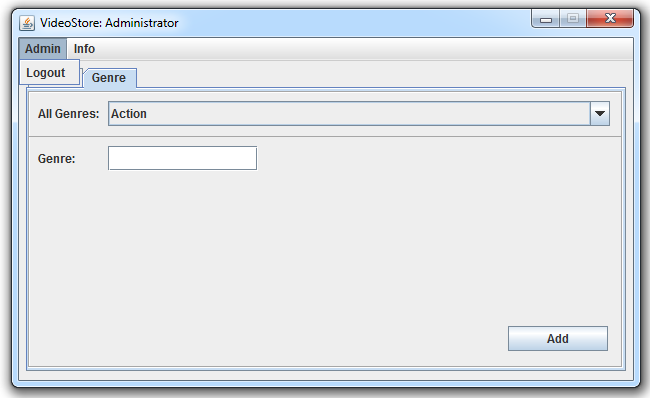 VideoStore: Administrator
Admin Info
Logout
Genre
All Genres: Action
Genre:
Add